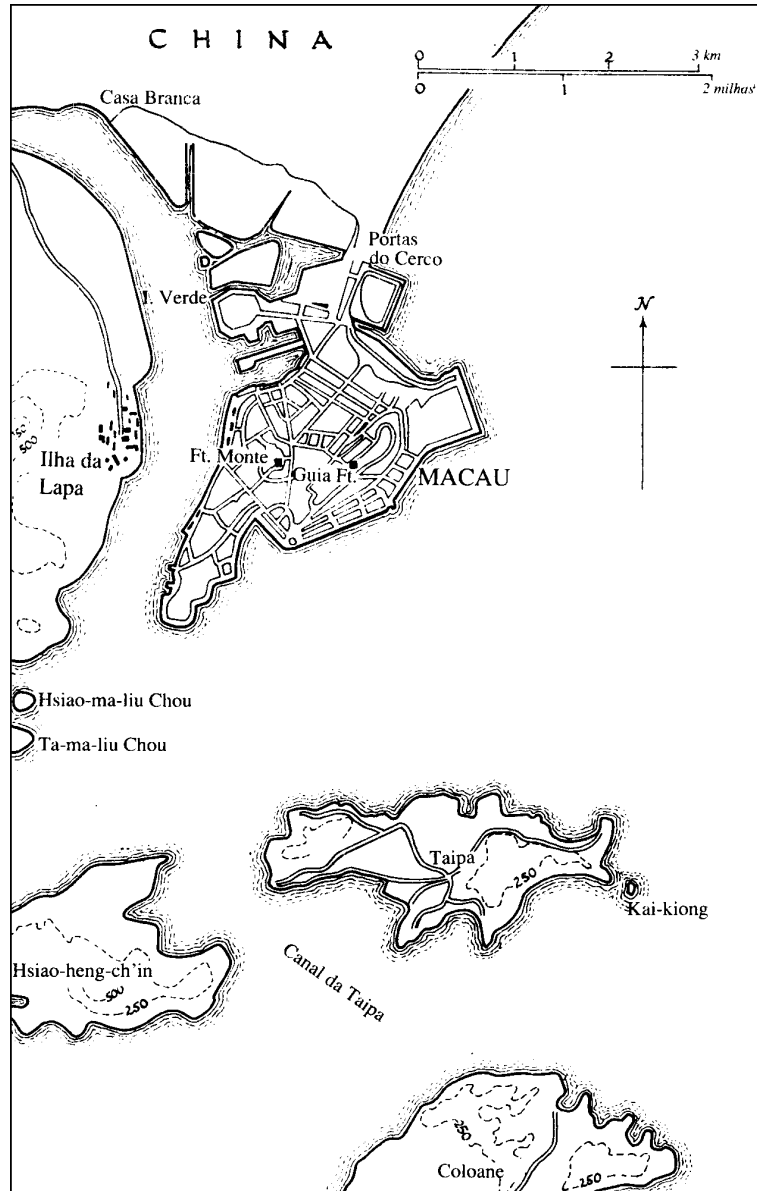 CHINA
0 1 2 3 km
0 1 2 milhas
Casa Branca
Portas
do Cerco
I. Verde
N
500
Ilha da
Lapa
Ft. Monte
Guia Ft.
MACAU
Hsiao-ma-liu Chou
Ta-ma-liu Chou
Taipa
250
Kai-kiong
Hsiao-heng-ch'in
500
250
Canal da Taipa
250
Coloane
250